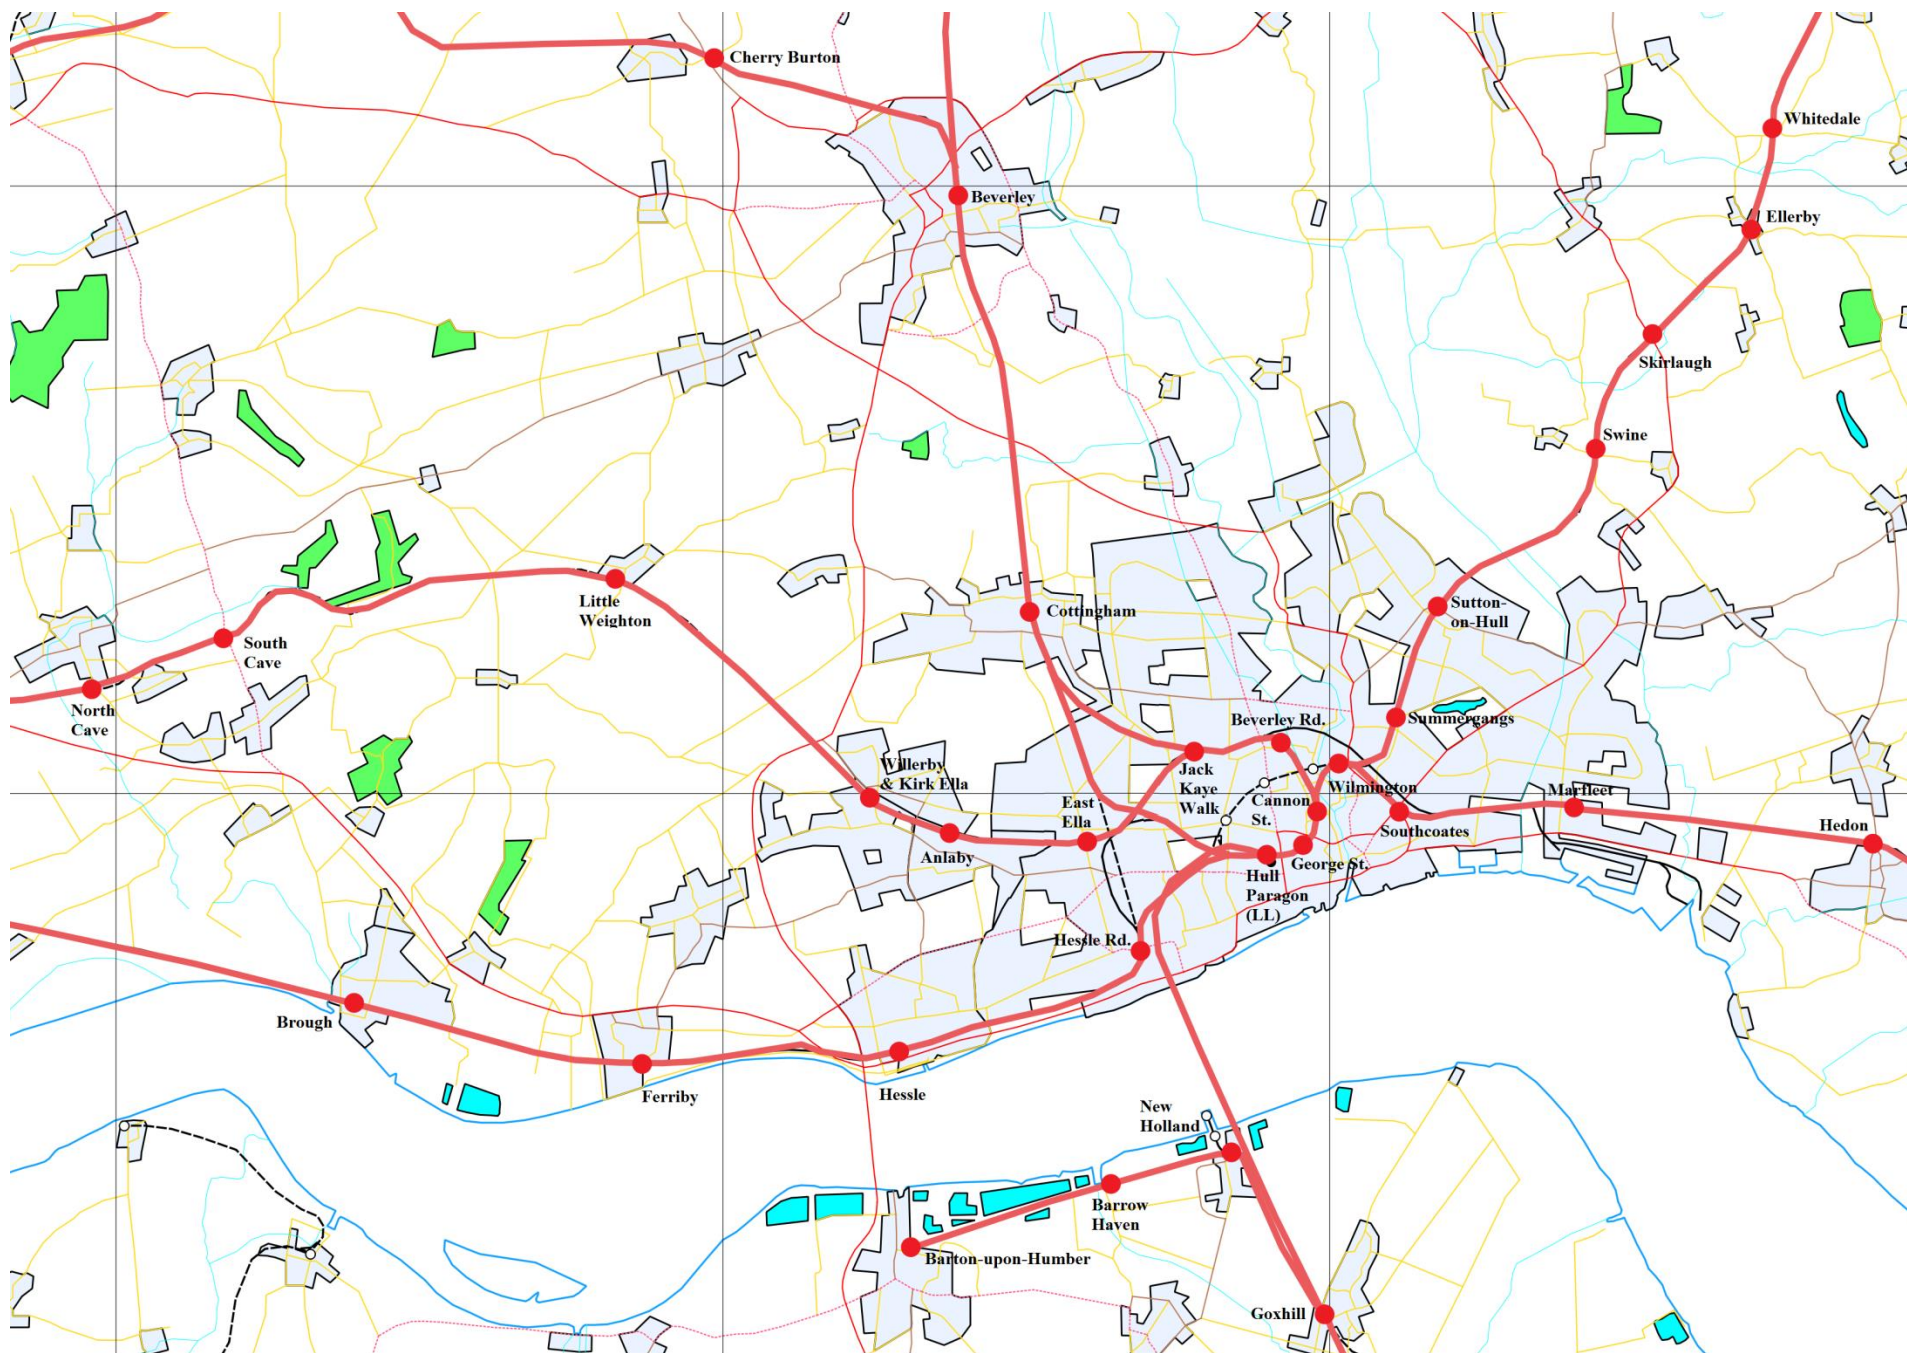 Cherry Burton
Whitedale
Beverley
Ellerby
Skirlaugh
Swine
Little
Weighton
Cottingham
Sutton-
on-Hull
South
Cave
North
Cave
Beverley Rd.
Summergangs
Willerby
& Kirk Ella
Jack
Kaye
Walk
Wilmington
Cannon
St.
East
Ella
Marfleet
Southcoates
Hedon
Anlaby
George St.
Hull
Paragon
(LL)
Hessle Rd.
Brough
Ferriby
Hessle
New
Holland
Barrow
Haven
Barton-upon-Humber
Goxhill